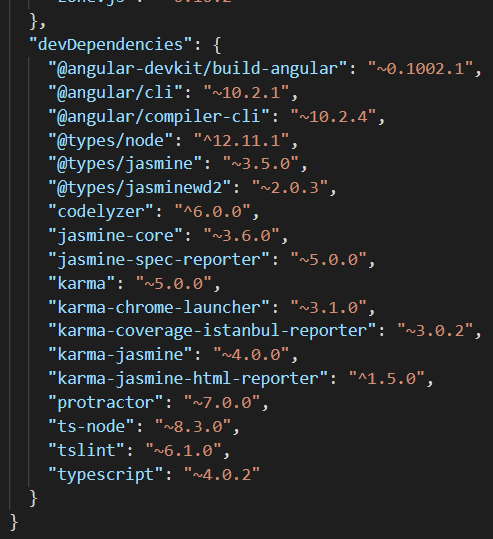 },
"devDependencies": {
"@angular-devkit/build-angular": "~0.1002.1",
"@angular/cli": "~10.2.1",
"@angular/compiler-cli": "~10.2.4",
"@types/node": "^12.11.1",
"@types/jasmine": "~3.5.0",
"@types/jasminewd2": "~2.0.3",
"codelyzer": "^6.0.0",
"jasmine-core": "~3.6.0",
"jasmine-spec-reporter": "~5.0.0",
"karma": "~5.0.0",
"karma-chrome-launcher": "~3.1.0",
"karma-coverage-istanbul-reporter": "~3.0.2",
"karma-jasmine": "~4.0.0",
"karma-jasmine-html-reporter": "^1.5.0",
"protractor": "~7.0.0",
"ts-node": "~8.3.0",
"tslint": "~6.1.0",
"typescript": "~4.0.2"
}
}